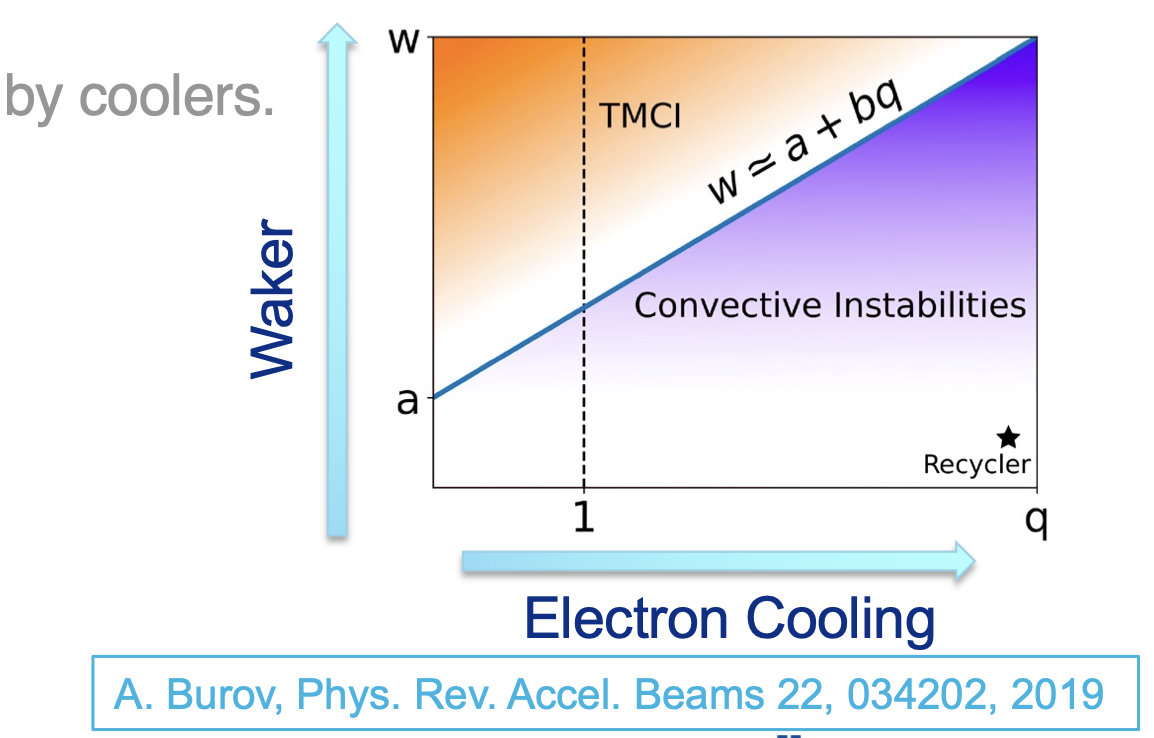 w
by coolers.
TMCI
w ≃ a + bq
Waker
Convective Instabilities
a
Recycler
1
q
Electron Cooling
A. Burov, Phys. Rev. Accel. Beams 22, 034202, 2019